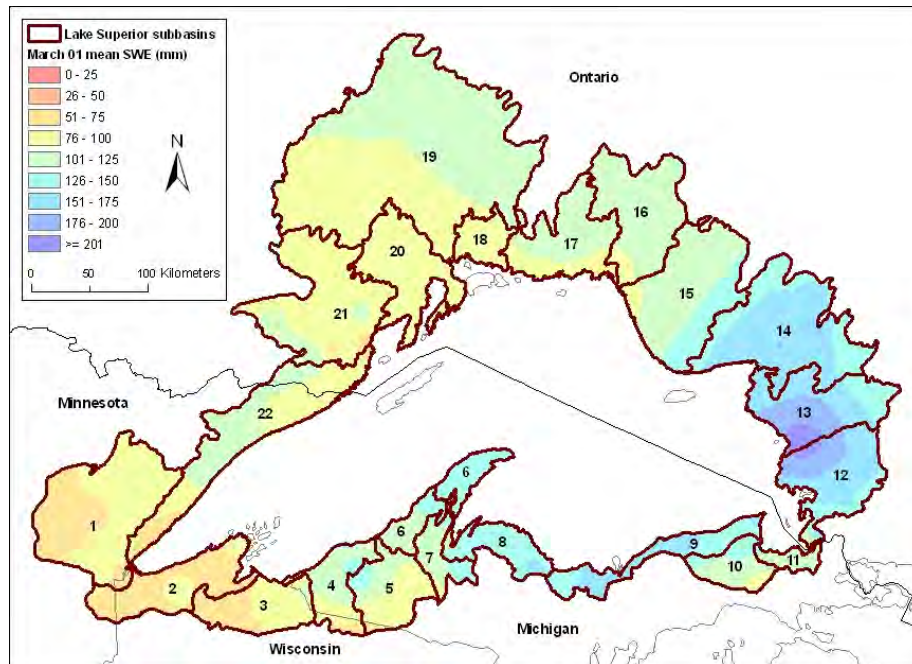 Lake Superior subbasins
March 01 mean SWE (mm)
0 - 25
26 - 50
51 - 75
76 - 100
101 - 125
126 - 150
151 - 175
176 - 200
>= 201
N
0 50 100 Kilometers
Ontario
19
16
18
17
20
15
21
14
Minnesota
22
13
12
6
1
6
7
8
9
11
10
4
5
2
3
Michigan
Wisconsin